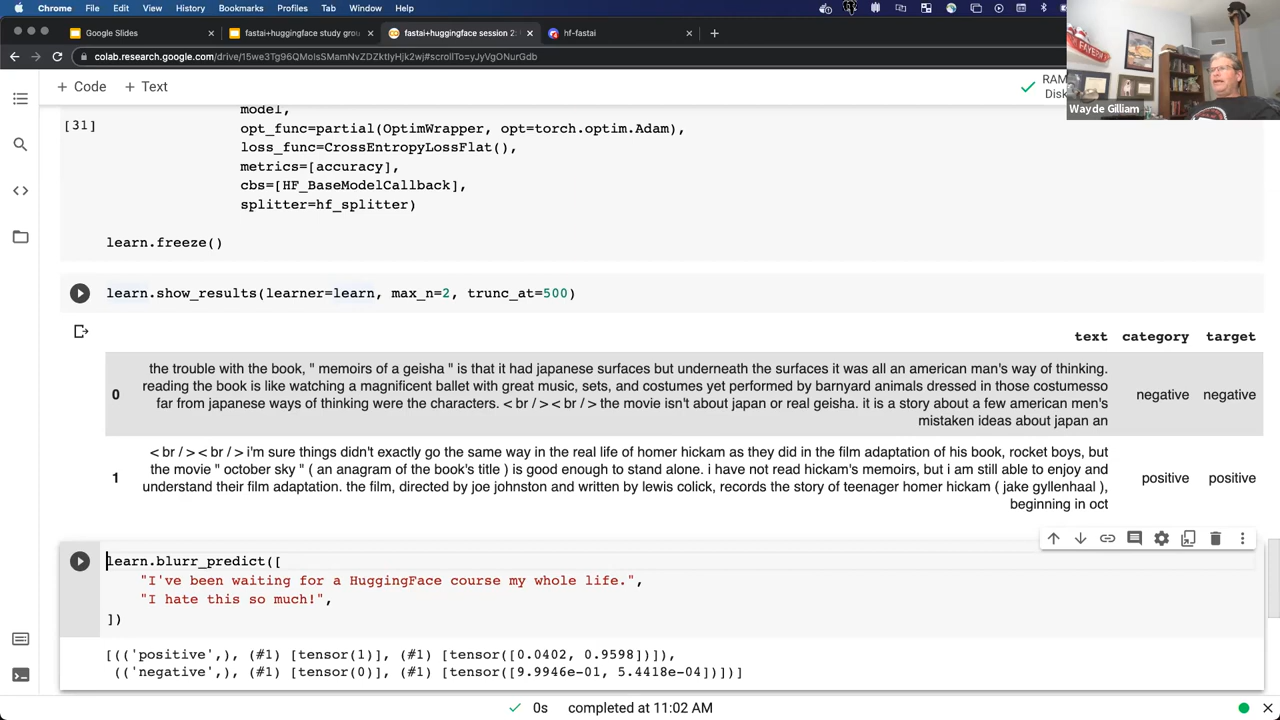 Chrome File Edit View History Bookmarks Profiles Tab Window Help
Google Slides
fastai+huggingface study grou
fastai+huggingface session 2:
hf-fastai
colab.research.google.com/drive/15we3Tg96QMoIsSMamNvZDZktIyHjk2wj#scrollTo=yJyVgONurGdb
+ Code + Text
RAM
Disk
Wayde Gilliam
model,
[31]
opt_func=partial(OptimWrapper, opt=torch.optim.Adam),
loss_func=CrossEntropyLossFlat(),
metrics=[accuracy],
cbs=[HF_BaseModelCallback],
splitter=hf_splitter)
learn.freeze()
learn.show_results(learner=learn, max_n=2, trunc_at=500)
text category target
0 the trouble with the book, " memoirs of a geisha " is that it had japanese surfaces but underneath the surfaces it was all an american man's way of thinking.
reading the book is like watching a magnificent ballet with great music, sets, and costumes yet performed by barnyard animals dressed in those costumesso
far from japanese ways of thinking were the characters. < br / > < br / > the movie isn't about japan or real geisha. it is a story about a few american men's
mistaken ideas about japan an
negative negative
1 < br / > < br / > i'm sure things didn't exactly go the same way in the real life of homer hickam as they did in the film adaptation of his book, rocket boys, but
the movie " october sky " ( an anagram of the book's title ) is good enough to stand alone. i have not read hickam's memoirs, but i am still able to enjoy and
understand their film adaptation. the film, directed by joe johnston and written by lewis colick, records the story of teenager homer hickam ( jake gyllenhaal ),
beginning in oct
positive positive
learn.blurr_predict([
"I've been waiting for a HuggingFace course my whole life.",
"I hate this so much!",
])
[(('positive',), (#1) [tensor(1)], (#1) [tensor([0.0402, 0.9598])]),
(('negative',), (#1) [tensor(0)], (#1) [tensor([9.9946e-01, 5.4418e-04])])]
0s completed at 11:02 AM